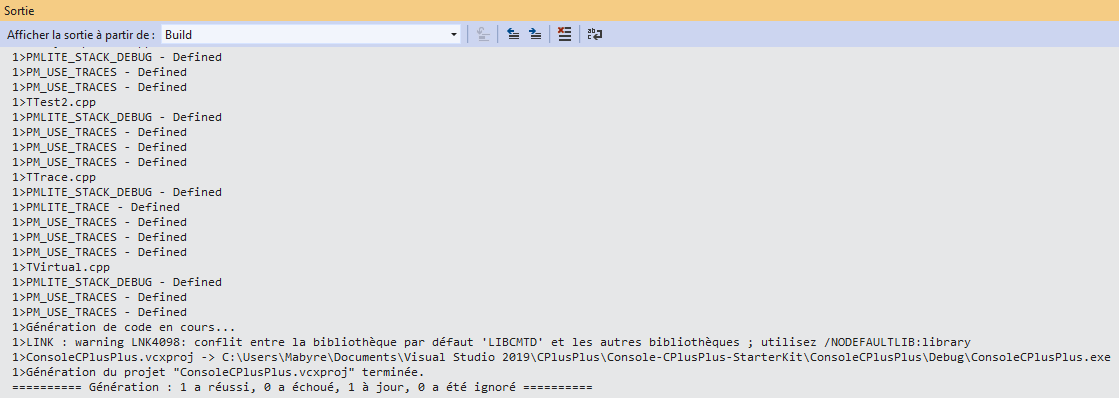 Sortie
Afficher la sortie à partir de : Build
1>PMLITE_STACK_DEBUG - Defined
1>PM_USE_TRACES - Defined
1>PM_USE_TRACES - Defined
1>TTest2.cpp
1>PMLITE_STACK_DEBUG - Defined
1>PM_USE_TRACES - Defined
1>PM_USE_TRACES - Defined
1>PM_USE_TRACES - Defined
1>TTrace.cpp
1>PMLITE_STACK_DEBUG - Defined
1>PMLITE_TRACE - Defined
1>PM_USE_TRACES - Defined
1>PM_USE_TRACES - Defined
1>PM_USE_TRACES - Defined
1>TVirtual.cpp
1>PMLITE_STACK_DEBUG - Defined
1>PM_USE_TRACES - Defined
1>PM_USE_TRACES - Defined
1>Génération de code en cours...
1>LINK : warning LNK4098: conflit entre la bibliothèque par défaut 'LIBCMTD' et les autres bibliothèques ; utilisez /NODEFAULTLIB:library
1>ConsoleCPlusPlus.vcxproj -> C:\Users\Mabyre\Documents\Visual Studio 2019\CPlusPlus\Console-CPlusPlus-StarterKit\ConsoleCPlusPlus\Debug\ConsoleCPlusPlus.exe
1>Génération du projet "ConsoleCPlusPlus.vcxproj" terminée.
========== Génération : 1 a réussi, 0 a échoué, 1 à jour, 0 a été ignoré ==========